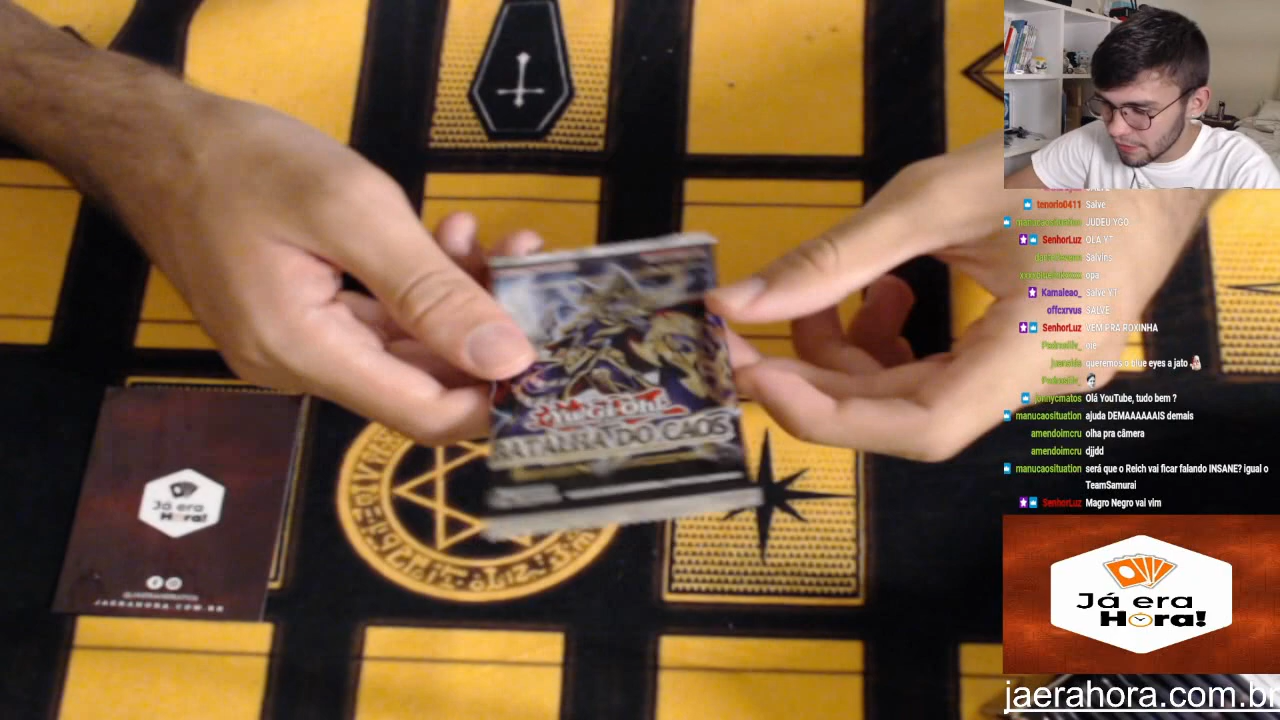 Yu-Gi-Oh!
BATALHA DO CAOS
Já era
Hora!
JAERAHORA.COM.BR
tenorio0411 Salve
JUDEU YGO
SenhorLuz OLA YT
Salvins
opa
Kamaleao_ Salve YT
offcxrvus SALVE
SenhorLuz VEM PRA ROXINHA
queremos o blue eyes a jato
jonnycmatos Olá YouTube, tudo bem ?
manucaosituation ajuda DEMAAAAAIS demais
amendoimcru olha pra câmera
amendoimcru djjdd
manucaosituation será que o Reich vai ficar falando INSANE? igual o
TeamSamurai
SenhorLuz Magro Negro vai vim
Já era
Hora!
jaerahora.com.br